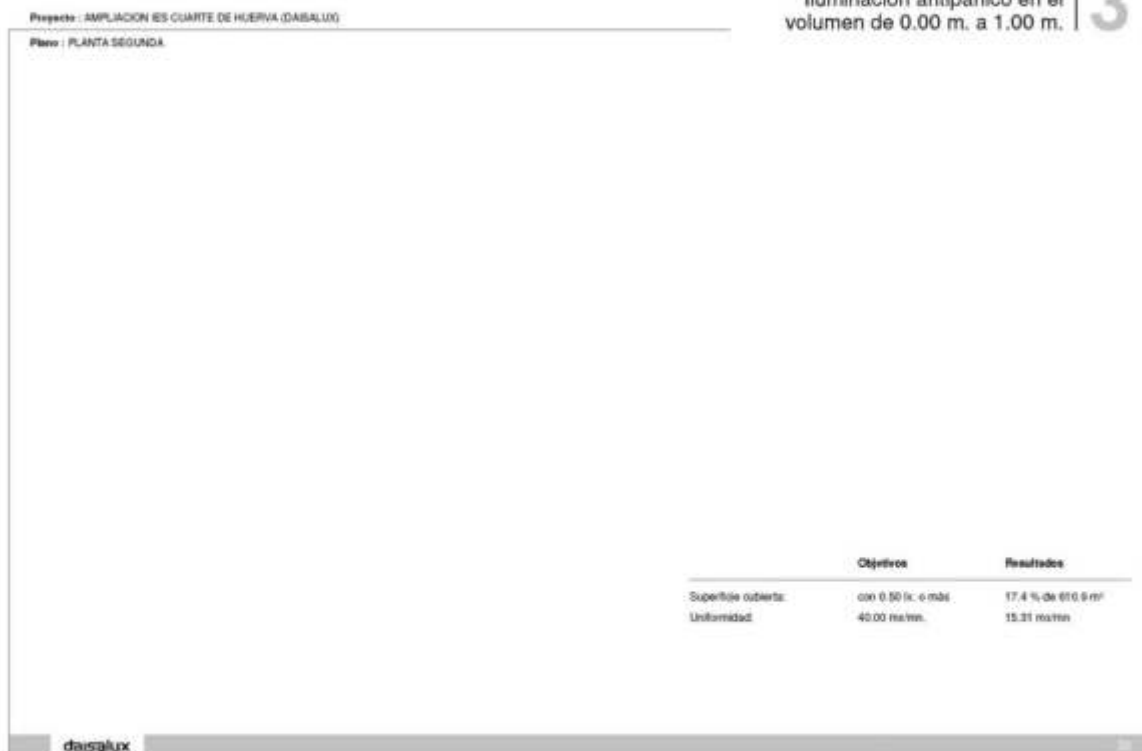 Proyecto : AMPLIACION IES CUARTE DE HUERVA (DAISALUX)
Iluminación antipánico en el
volumen de 0.00 m. a 1.00 m.
3
Plano : PLANTA SEGUNDA
Objetivos Resultados
Superficie cubierta: con 0.50 lx. o más 17.4 % de 610.9 m²
Uniformidad: 40.00 mx/mn. 15.31 mx/mn
daisalux